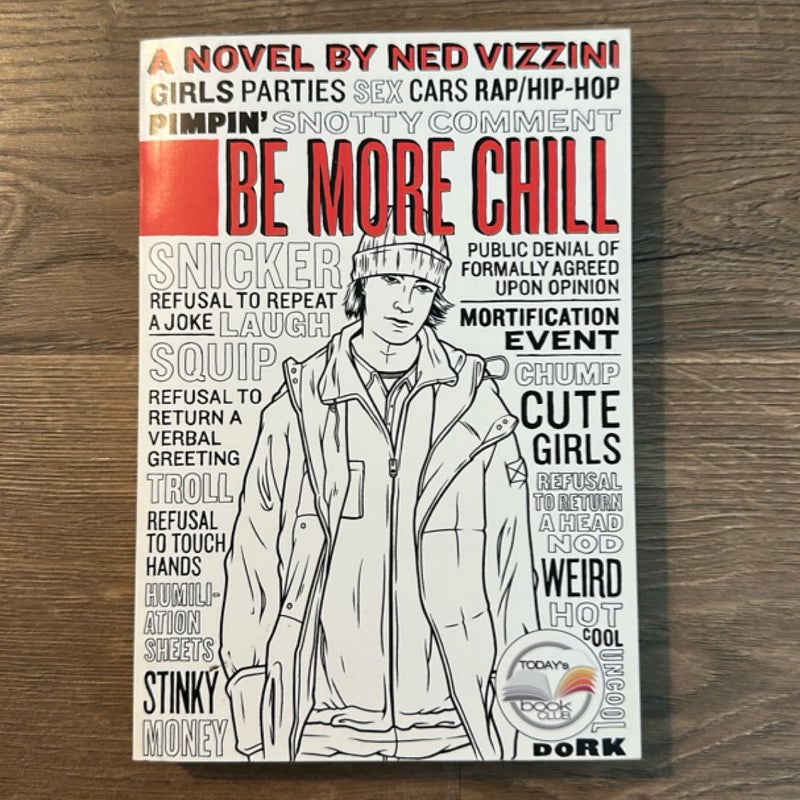 A NOVEL BY NED VIZZINI
GIRLS PARTIES SEX CARS RAP/HIP-HOP
PIMPIN' SNOTTY COMMENT
BE MORE CHILL
SNICKER
REFUSAL TO REPEAT
A JOKE LAUGH
SQUIP
REFUSAL TO
RETURN A
VERBAL
GREETING
TROLL
REFUSAL
TO TOUCH
HANDS
HUMILI-
ATION
SHEETS
STINKY
MONEY
PUBLIC DENIAL OF
FORMALLY AGREED
UPON OPINION
MORTIFICATION
EVENT
CHUMP
CUTE
GIRLS
REFUSAL
TO RETURN
A HEAD
NOD
WEIRD
HOT
COOL
UNCOOL
TODAY's
book
CLUB
DORK